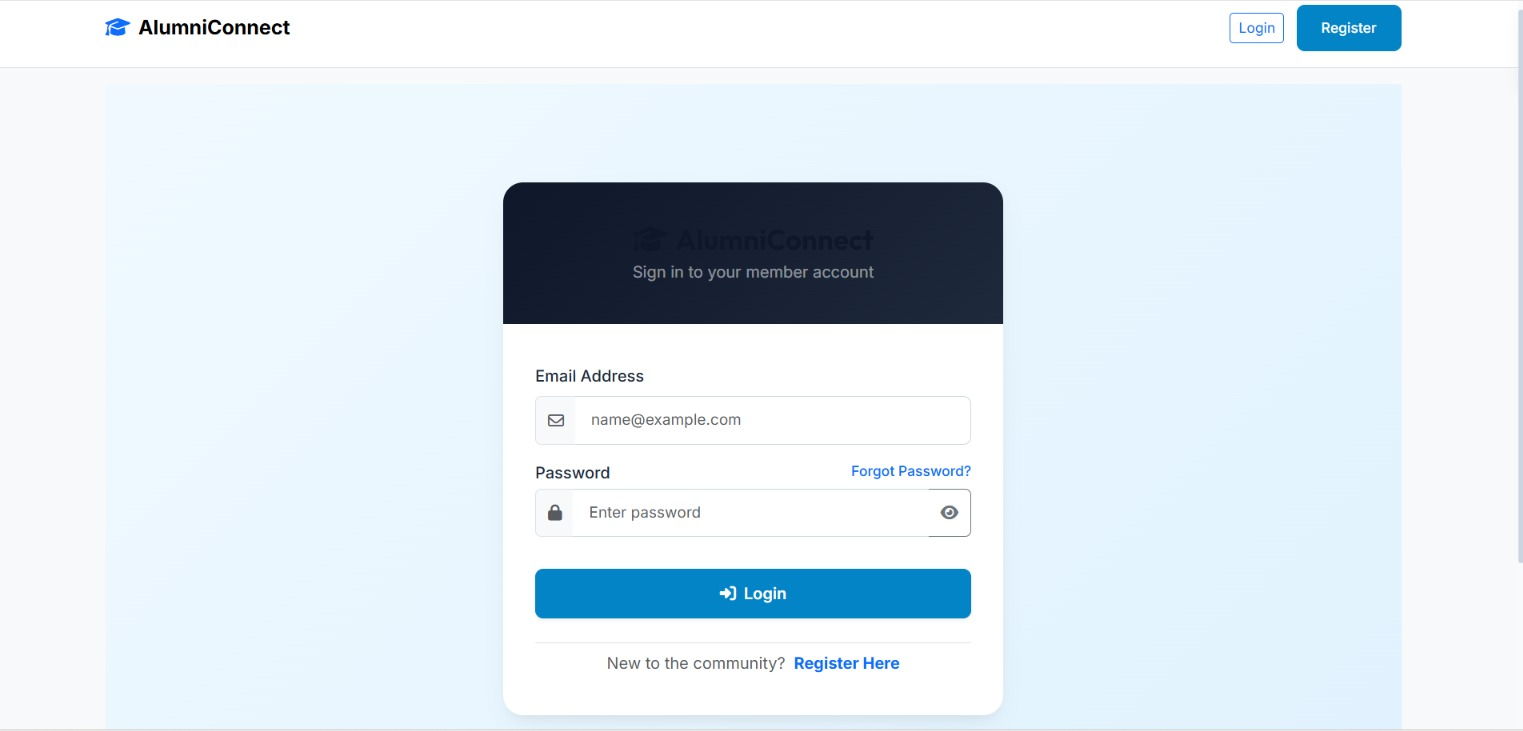 AlumniConnect
Login
Register
AlumniConnect
Sign in to your member account
Email Address
name@example.com
Password
Forgot Password?
Enter password
Login
New to the community? Register Here